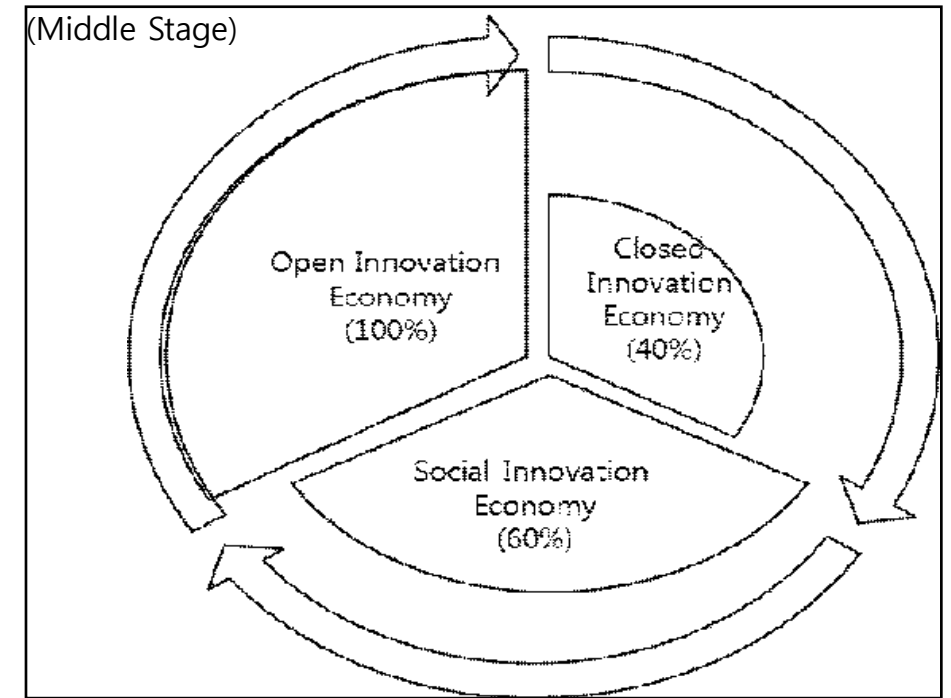 (Middle Stage)
Open Innovation
Economy
(100%)
Closed
Innovation
Economy
(40%)
Social Innovation
Economy
(60%)